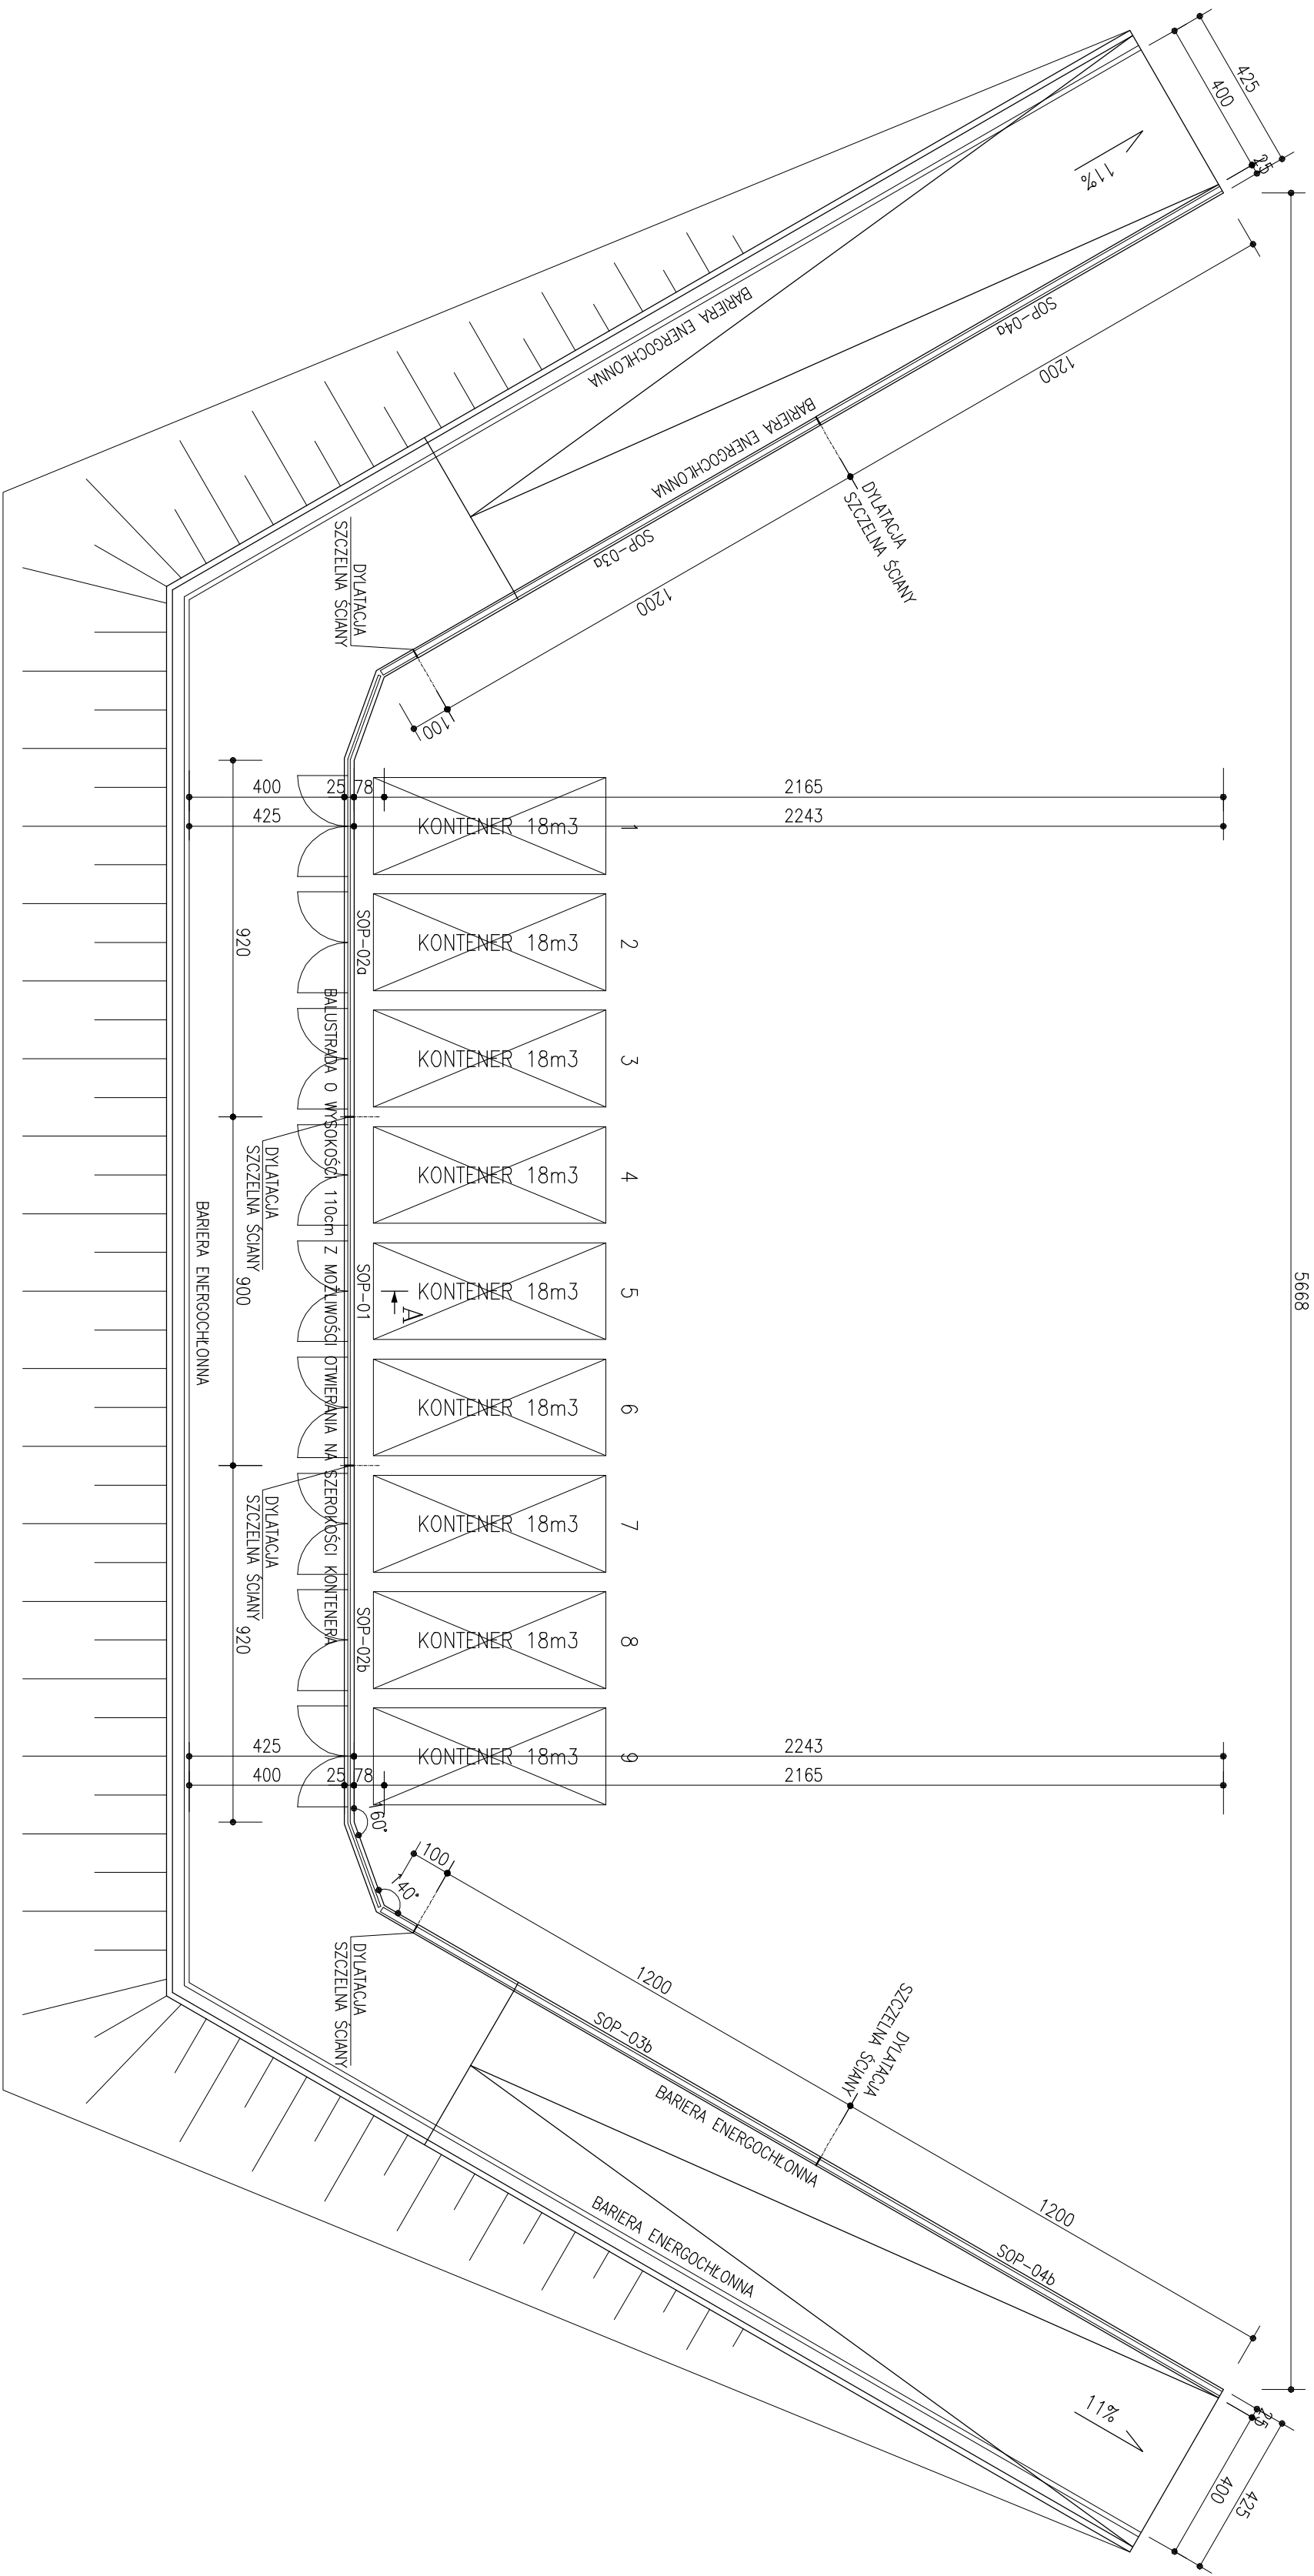 425
400
25
11%
5668
BARIERA ENERGOCHŁONNA
SOP-04a
1200
BARIERA ENERGOCHŁONNA
DYLATACJA
SZCZELNA ŚCIANY
SOP-03a
1200
DYLATACJA
SZCZELNA ŚCIANY
100
400
25
78
2165
425
2243
KONTENER 18m3
1
920
SOP-02a
KONTENER 18m3
2
KONTENER 18m3
3
BALUSTRADA O WYSOKOŚCI 110cm Z MOŻLIWOŚCI OTWIERANIA NA SZEROKOŚCI KONTENERA
DYLATACJA
SZCZELNA ŚCIANY
KONTENER 18m3
4
BARIERA ENERGOCHŁONNA
900
SOP-01
A
KONTENER 18m3
5
KONTENER 18m3
6
DYLATACJA
SZCZELNA ŚCIANY
KONTENER 18m3
7
920
SOP-02b
KONTENER 18m3
8
425
2243
KONTENER 18m3
9
400
25
78
2165
160°
140°
100
DYLATACJA
SZCZELNA ŚCIANY
1200
SOP-03b
DYLATACJA
SZCZELNA ŚCIANY
BARIERA ENERGOCHŁONNA
BARIERA ENERGOCHŁONNA
1200
SOP-04b
11%
25
400
425